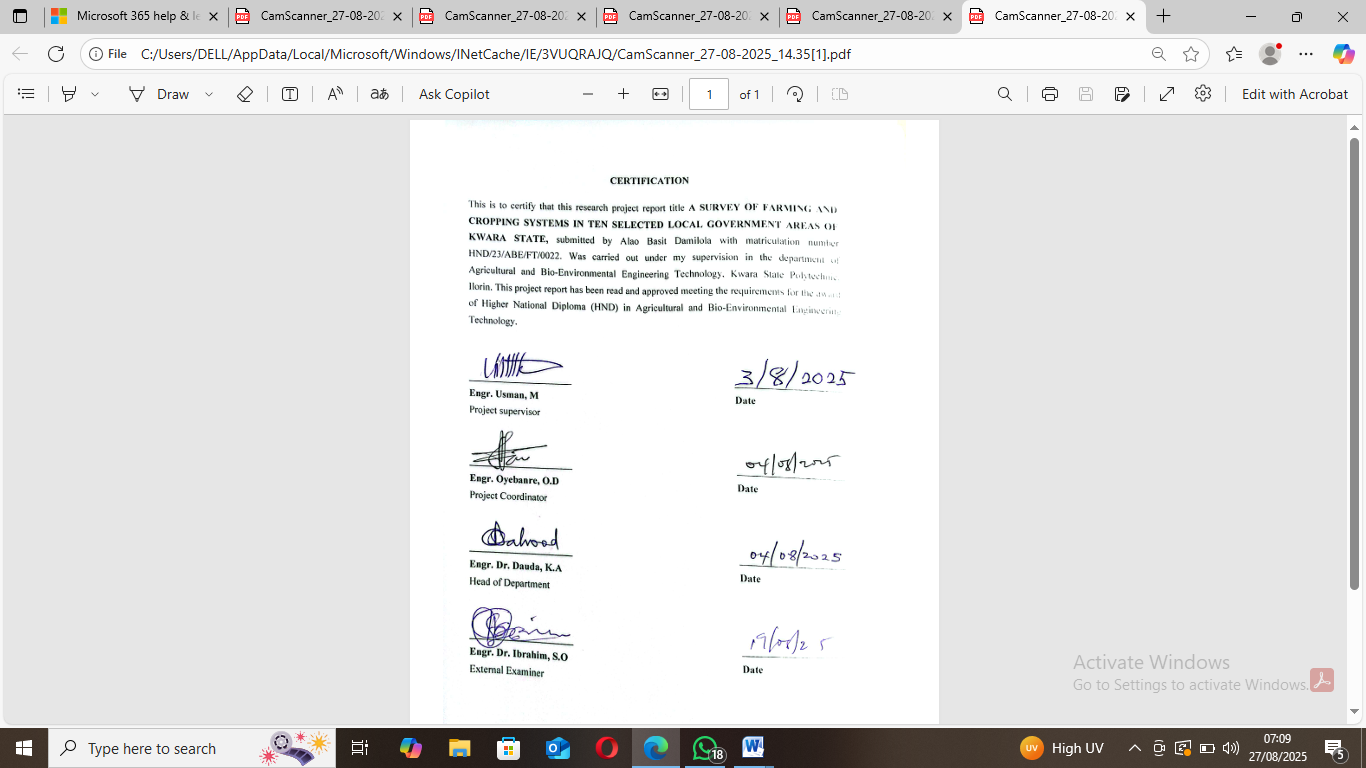 Microsoft 365 help & le
CamScanner_27-08-202
CamScanner_27-08-202
CamScanner_27-08-202
CamScanner_27-08-202
CamScanner_27-08-202
File
C:/Users/DELL/AppData/Local/Microsoft/Windows/INetCache/IE/3VUQRAJQ/CamScanner_27-08-2025_14.35[1].pdf
Draw
Ask Copilot
1 of 1
Edit with Acrobat
CERTIFICATION
This is to certify that this research project report title A SURVEY OF FARMING AND
CROPPING SYSTEMS IN TEN SELECTED LOCAL GOVERNMENT AREAS OF
KWARA STATE, submitted by Alao Basit Damilola with matriculation number
HND/23/ABE/FT/0022. Was carried out under my supervision in the department of
Agricultural and Bio-Environmental Engineering Technology. Kwara State Polytechnic,
Ilorin. This project report has been read and approved meeting the requirements for the award
of Higher National Diploma (HND) in Agricultural and Bio-Environmental Engineering
Technology.
3/8/2025
Engr. Usman, M
Date
Project supervisor
04/08/2025
Engr. Oyebanre, O.D
Date
Project Coordinator
04/08/2025
Engr. Dr. Dauda, K.A
Date
Head of Department
19/08/25
Engr. Dr. Ibrahim, S.O
Date
External Examiner
Activate Windows
Go to Settings to activate Windows.
Type here to search
18
High UV
07:09
27/08/2025
5